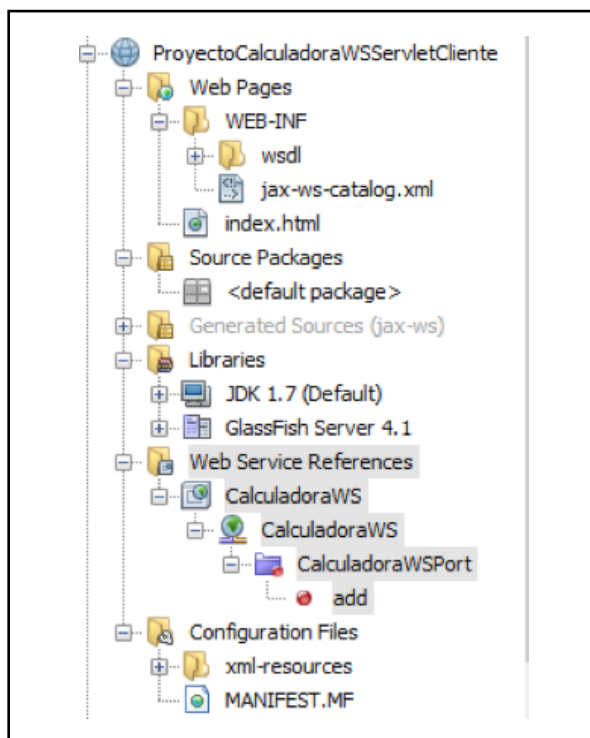 ProyectoCalculadoraWSServletCliente
Web Pages
WEB-INF
wsdl
jax-ws-catalog.xml
index.html
Source Packages
<default package>
Generated Sources (jax-ws)
Libraries
JDK 1.7 (Default)
GlassFish Server 4.1
Web Service References
CalculadoraWS
CalculadoraWS
CalculadoraWSPort
add
Configuration Files
xml-resources
MANIFEST.MF